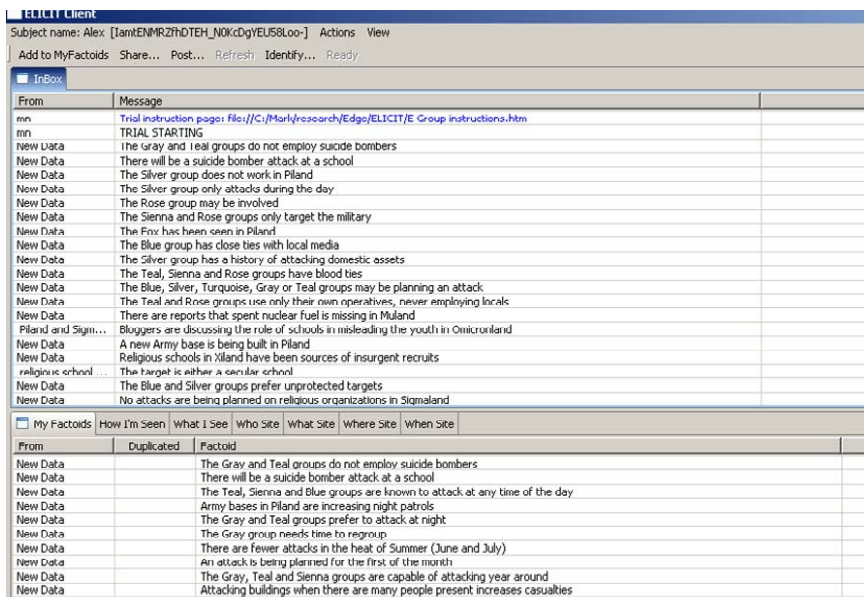 ELICIT Client
Subject name: Alex [IamtENMRZfhDTEH_N0KcDgYEU58Loo-] Actions View
Add to MyFactoids Share... Post... Refresh Identify... Ready
InBox
From Message
mn Trial instruction page: file://C:/Mark/research/Edge/ELICIT/E Group instructions.htm
mn TRIAL STARTING
New Data The Gray and Teal groups do not employ suicide bombers
New Data There will be a suicide bomber attack at a school
New Data The Silver group does not work in Piland
New Data The Silver group only attacks during the day
New Data The Rose group may be involved
New Data The Sienna and Rose groups only target the military
New Data The Fox has been seen in Piland
New Data The Blue group has close ties with local media
New Data The Silver group has a history of attacking domestic assets
New Data The Teal, Sienna and Rose groups have blood ties
New Data The Blue, Silver, Turquoise, Gray or Teal groups may be planning an attack
New Data The Teal and Rose groups use only their own operatives, never employing locals
New Data There are reports that spent nuclear fuel is missing in Muland
Piland and Sigm... Bloggers are discussing the role of schools in misleading the youth in Omicronland
New Data A new Army base is being built in Piland
New Data Religious schools in Xiland have been sources of insurgent recruits
religious school ... The target is either a secular school
New Data The Blue and Silver groups prefer unprotected targets
New Data No attacks are being planned on religious organizations in Sigmaland
My Factoids How I'm Seen What I See Who Site What Site Where Site When Site
From Duplicated Factoid
New Data The Gray and Teal groups do not employ suicide bombers
New Data There will be a suicide bomber attack at a school
New Data The Teal, Sienna and Blue groups are known to attack at any time of the day
New Data Army bases in Piland are increasing night patrols
New Data The Gray and Teal groups prefer to attack at night
New Data The Gray group needs time to regroup
New Data There are fewer attacks in the heat of Summer (June and July)
New Data An attack is being planned for the first of the month
New Data The Gray, Teal and Sienna groups are capable of attacking year around
New Data Attacking buildings when there are many people present increases casualties